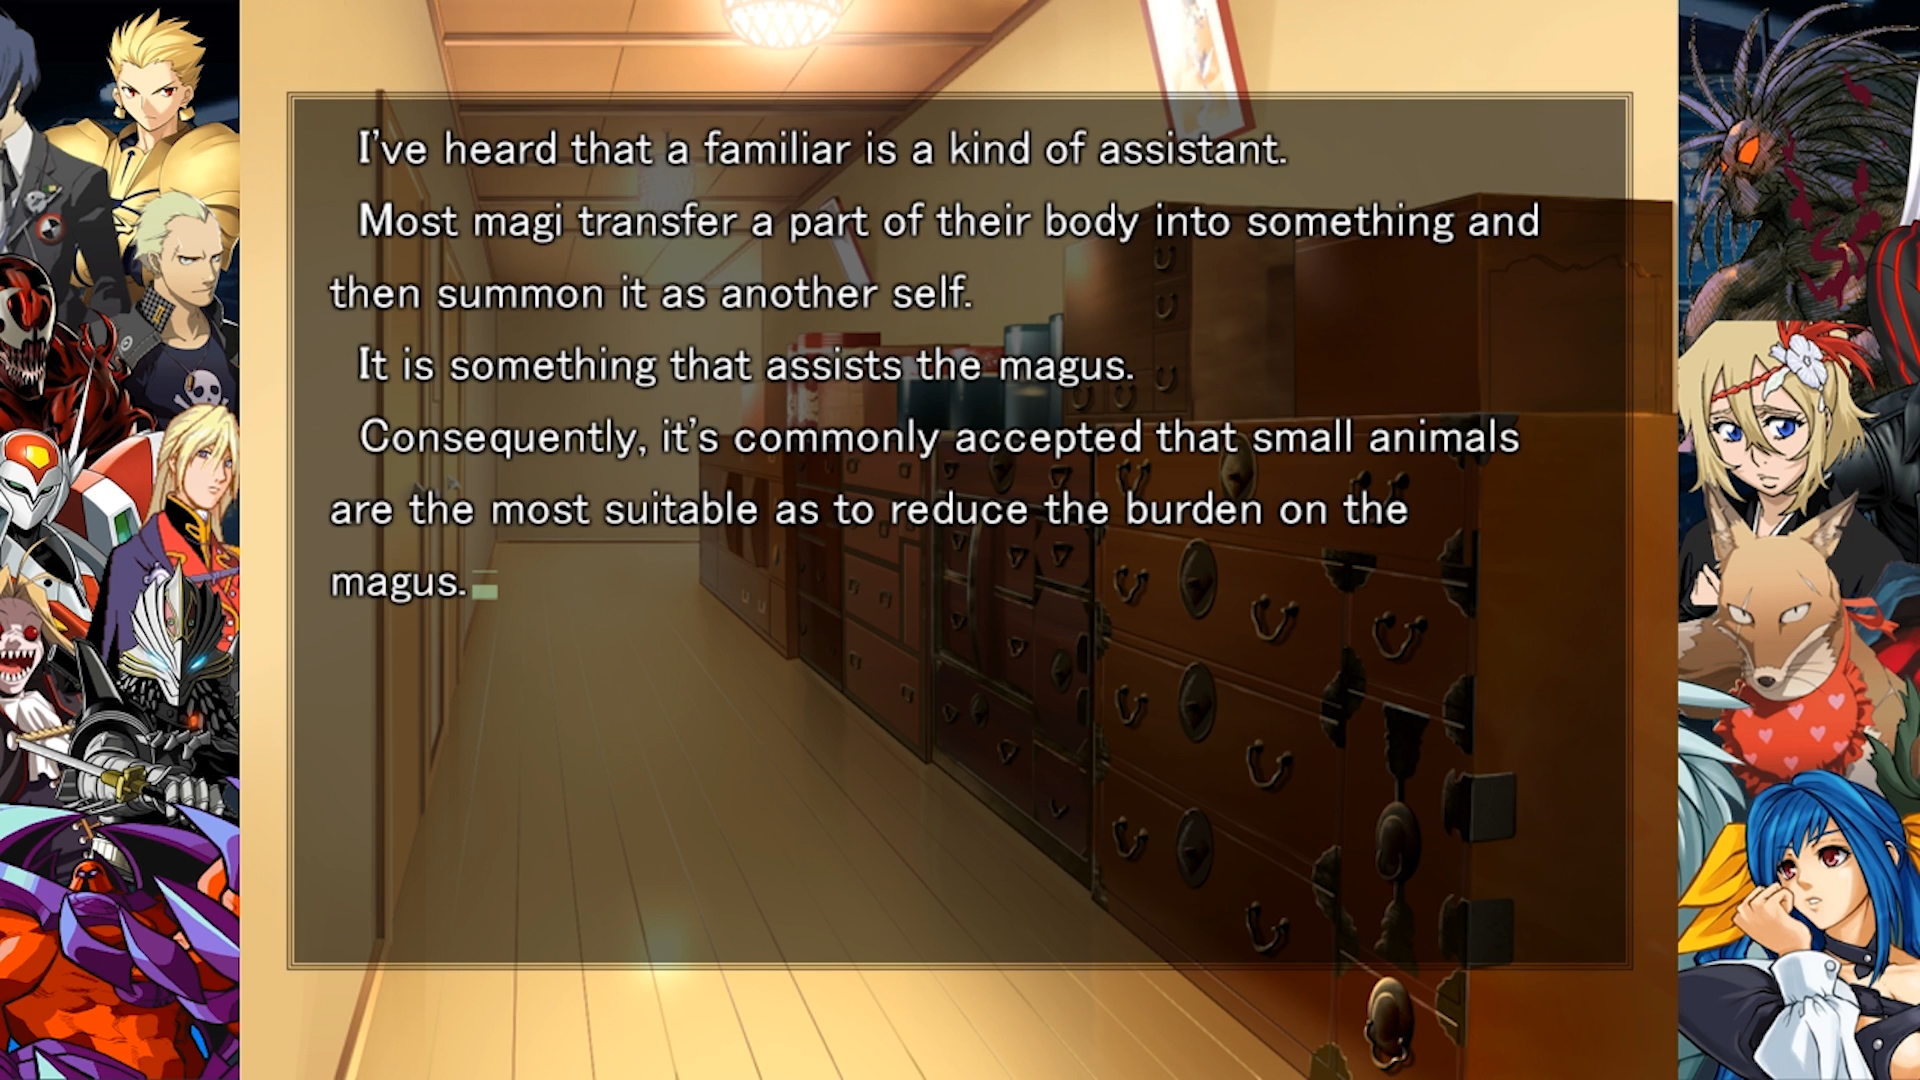 I've heard that a familiar is a kind of assistant.
Most magi transfer a part of their body into something and
then summon it as another self.
It is something that assists the magus.
Consequently, it's commonly accepted that small animals
are the most suitable as to reduce the burden on the
magus.